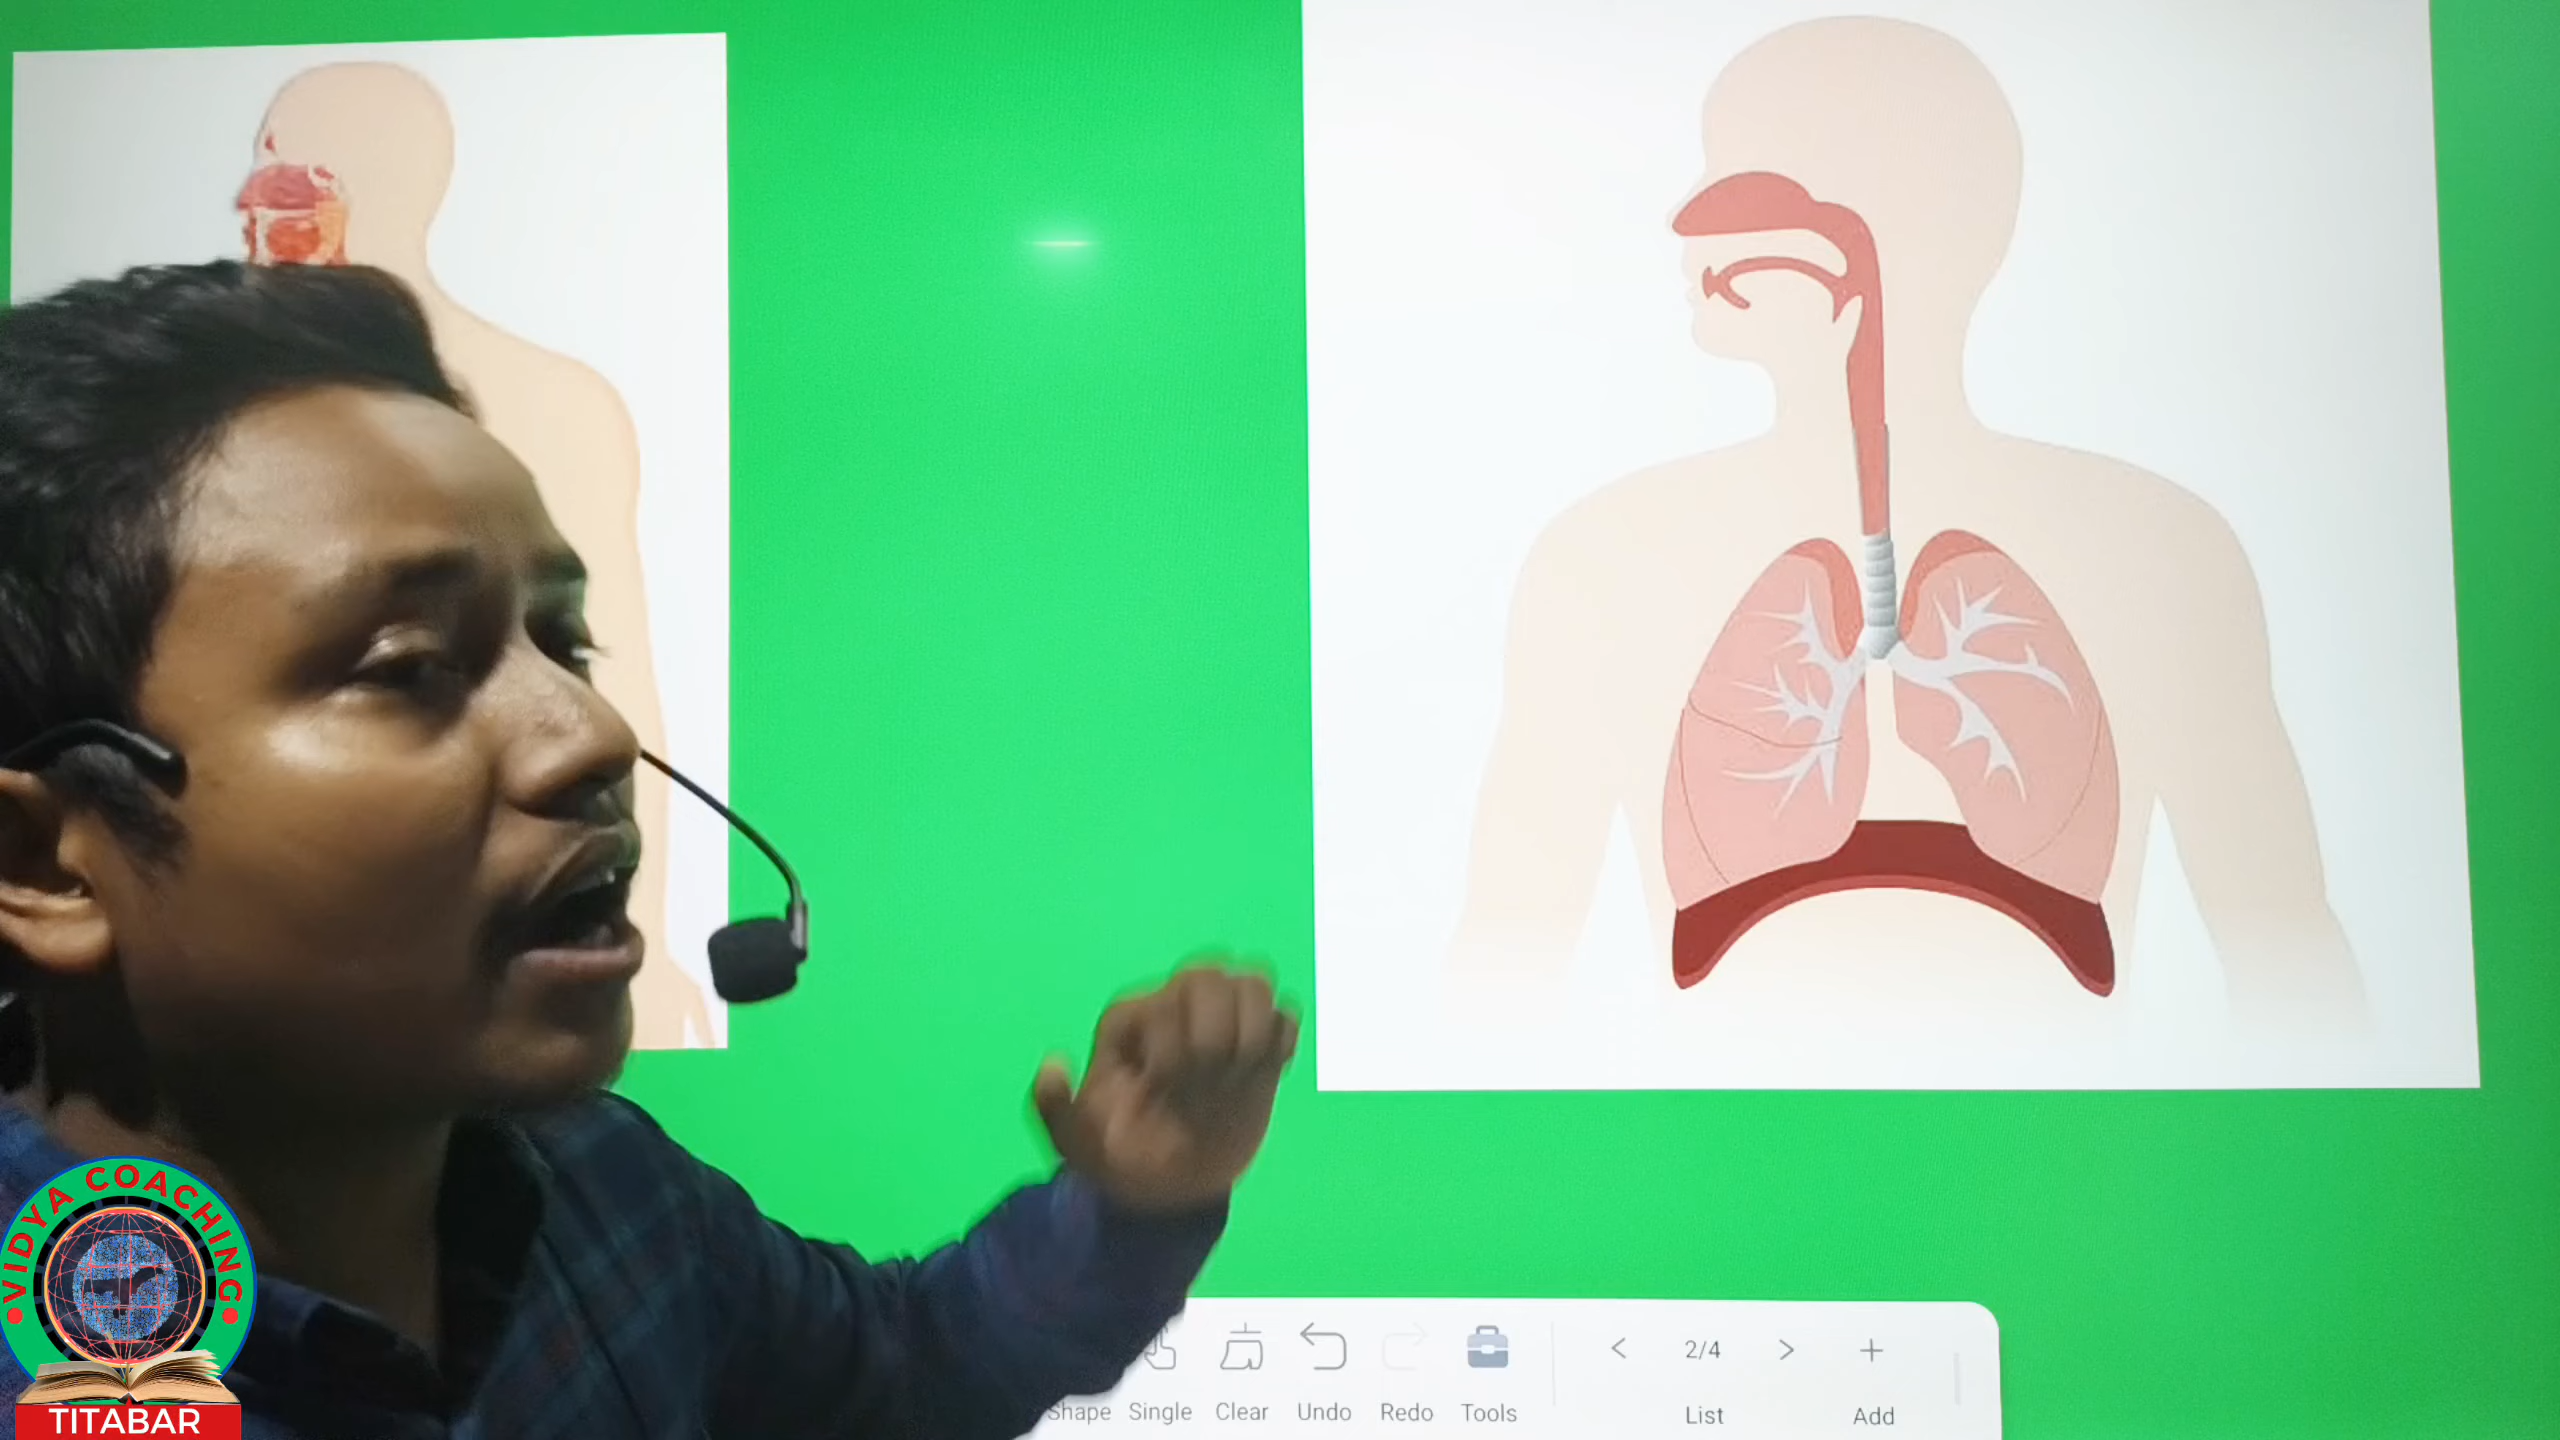 VIDYA COACHING
TITABAR
Shape Single Clear Undo Redo Tools
< 2/4 > +
List Add